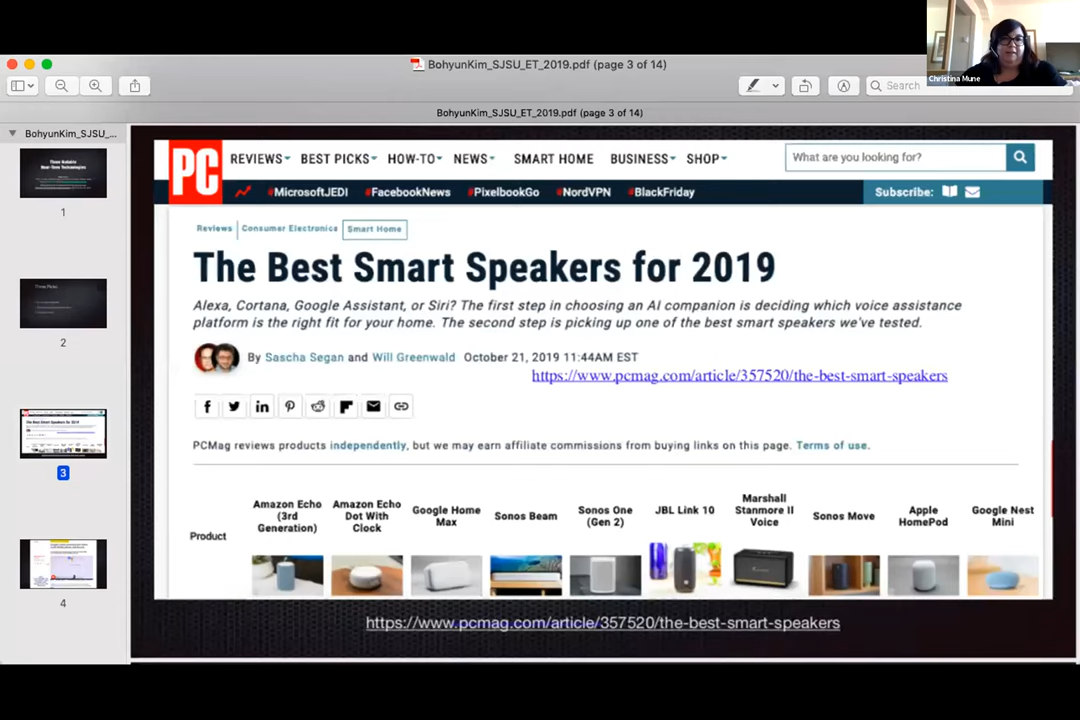 BohyunKim_SJSU_ET_2019.pdf (page 3 of 14)
Christina Mune
Search
BohyunKim_SJSU_ET_2019.pdf (page 3 of 14)
BohyunKim_SJSU_...
1
Three Picks
2
3
4
PC
REVIEWS BEST PICKS HOW-TO NEWS SMART HOME BUSINESS SHOP
What are you looking for?
#MicrosoftJEDI #FacebookNews #PixelbookGo #NordVPN #BlackFriday
Subscribe:
Reviews Consumer Electronics Smart Home
The Best Smart Speakers for 2019
Alexa, Cortana, Google Assistant, or Siri? The first step in choosing an AI companion is deciding which voice assistance
platform is the right fit for your home. The second step is picking up one of the best smart speakers we've tested.
By Sascha Segan and Will Greenwald October 21, 2019 11:44AM EST
https://www.pcmag.com/article/357520/the-best-smart-speakers
PCMag reviews products independently, but we may earn affiliate commissions from buying links on this page. Terms of use.
Product
Amazon Echo
(3rd
Generation)
Amazon Echo
Dot With
Clock
Google Home
Max
Sonos Beam
Sonos One
(Gen 2)
JBL Link 10
Marshall
Stanmore II
Voice
Sonos Move
Apple
HomePod
Google Nest
Mini
https://www.pcmag.com/article/357520/the-best-smart-speakers